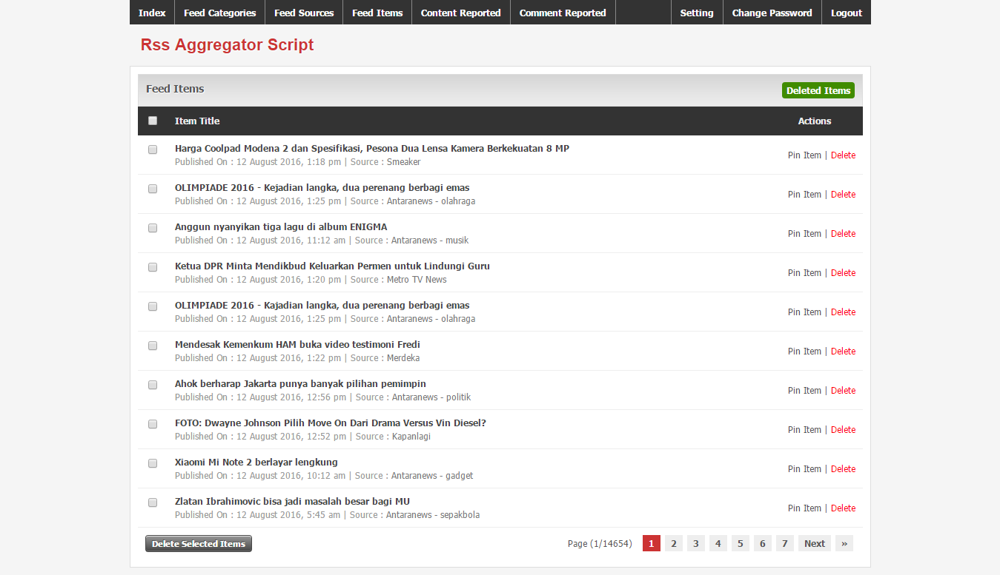 Index Feed Categories Feed Sources Feed Items Content Reported Comment Reported Setting Change Password Logout
Rss Aggregator Script
Feed Items Deleted Items
Item Title Actions
Harga Coolpad Modena 2 dan Spesifikasi, Pesona Dua Lensa Kamera Berkekuatan 8 MP
Published On : 12 August 2016, 1:18 pm | Source : Smeaker
Pin Item | Delete
OLIMPIADE 2016 - Kejadian langka, dua perenang berbagi emas
Published On : 12 August 2016, 1:25 pm | Source : Antaranews - olahraga
Pin Item | Delete
Anggun nyanyikan tiga lagu di album ENIGMA
Published On : 12 August 2016, 11:12 am | Source : Antaranews - musik
Pin Item | Delete
Ketua DPR Minta Mendikbud Keluarkan Permen untuk Lindungi Guru
Published On : 12 August 2016, 1:20 pm | Source : Metro TV News
Pin Item | Delete
OLIMPIADE 2016 - Kajadian langka, dua perenang berbagi emas
Published On : 12 August 2016, 1:25 pm | Source : Antaranews - olahraga
Pin Item | Delete
Mendesak Kemenkum HAM buka video testimoni Fredi
Published On : 12 August 2016, 1:22 pm | Source : Merdeka
Pin Item | Delete
Ahok berharap Jakarta punya banyak pilihan pemimpin
Published On : 12 August 2016, 12:56 pm | Source : Antaranews - politik
Pin Item | Delete
FOTO: Dwayne Johnson Pilih Move On Dari Drama Versus Vin Diesel?
Published On : 12 August 2016, 12:52 pm | Source : Kapanlagi
Pin Item | Delete
Xiaomi Mi Note 2 berlayar lengkung
Published On : 12 August 2016, 10:12 am | Source : Antaranews - gadget
Pin Item | Delete
Zlatan Ibrahimovic bisa jadi masalah besar bagi MU
Published On : 12 August 2016, 5:45 am | Source : Antaranews - sepakbola
Pin Item | Delete
Delete Selected Items Page (1/14654) 1 2 3 4 5 6 7 Next »